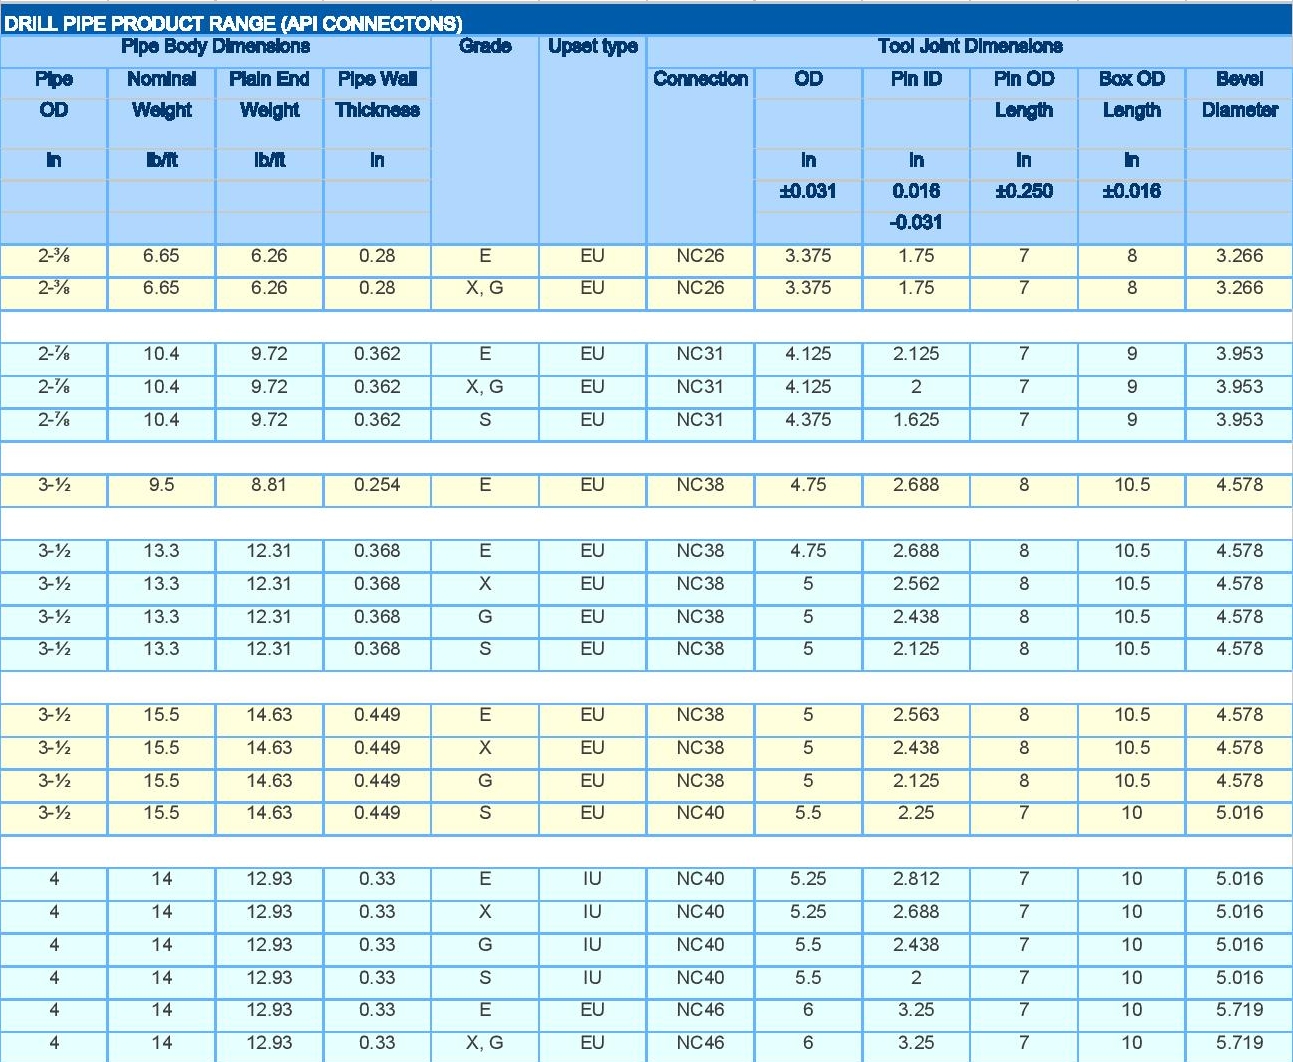 DRILL PIPE PRODUCT RANGE (API CONNECTONS)
Pipe Body Dimensions Grade Upset type Tool Joint Dimensions
Pipe Nominal Plain End Pipe Wall Connection OD Pin ID Pin OD Box OD Bevel
OD Weight Weight Thickness Length Length Diameter
in lb/ft lb/ft in in in in in
±0.031 0.016 ±0.250 ±0.016
-0.031
2-⅜ 6.65 6.26 0.28 E EU NC26 3.375 1.75 7 8 3.266
2-⅜ 6.65 6.26 0.28 X, G EU NC26 3.375 1.75 7 8 3.266
2-⅞ 10.4 9.72 0.362 E EU NC31 4.125 2.125 7 9 3.953
2-⅞ 10.4 9.72 0.362 X, G EU NC31 4.125 2 7 9 3.953
2-⅞ 10.4 9.72 0.362 S EU NC31 4.375 1.625 7 9 3.953
3-½ 9.5 8.81 0.254 E EU NC38 4.75 2.688 8 10.5 4.578
3-½ 13.3 12.31 0.368 E EU NC38 4.75 2.688 8 10.5 4.578
3-½ 13.3 12.31 0.368 X EU NC38 5 2.562 8 10.5 4.578
3-½ 13.3 12.31 0.368 G EU NC38 5 2.438 8 10.5 4.578
3-½ 13.3 12.31 0.368 S EU NC38 5 2.125 8 10.5 4.578
3-½ 15.5 14.63 0.449 E EU NC38 5 2.563 8 10.5 4.578
3-½ 15.5 14.63 0.449 X EU NC38 5 2.438 8 10.5 4.578
3-½ 15.5 14.63 0.449 G EU NC38 5 2.125 8 10.5 4.578
3-½ 15.5 14.63 0.449 S EU NC40 5.5 2.25 7 10 5.016
4 14 12.93 0.33 E IU NC40 5.25 2.812 7 10 5.016
4 14 12.93 0.33 X IU NC40 5.25 2.688 7 10 5.016
4 14 12.93 0.33 G IU NC40 5.5 2.438 7 10 5.016
4 14 12.93 0.33 S IU NC40 5.5 2 7 10 5.016
4 14 12.93 0.33 E EU NC46 6 3.25 7 10 5.719
4 14 12.93 0.33 X, G EU NC46 6 3.25 7 10 5.719